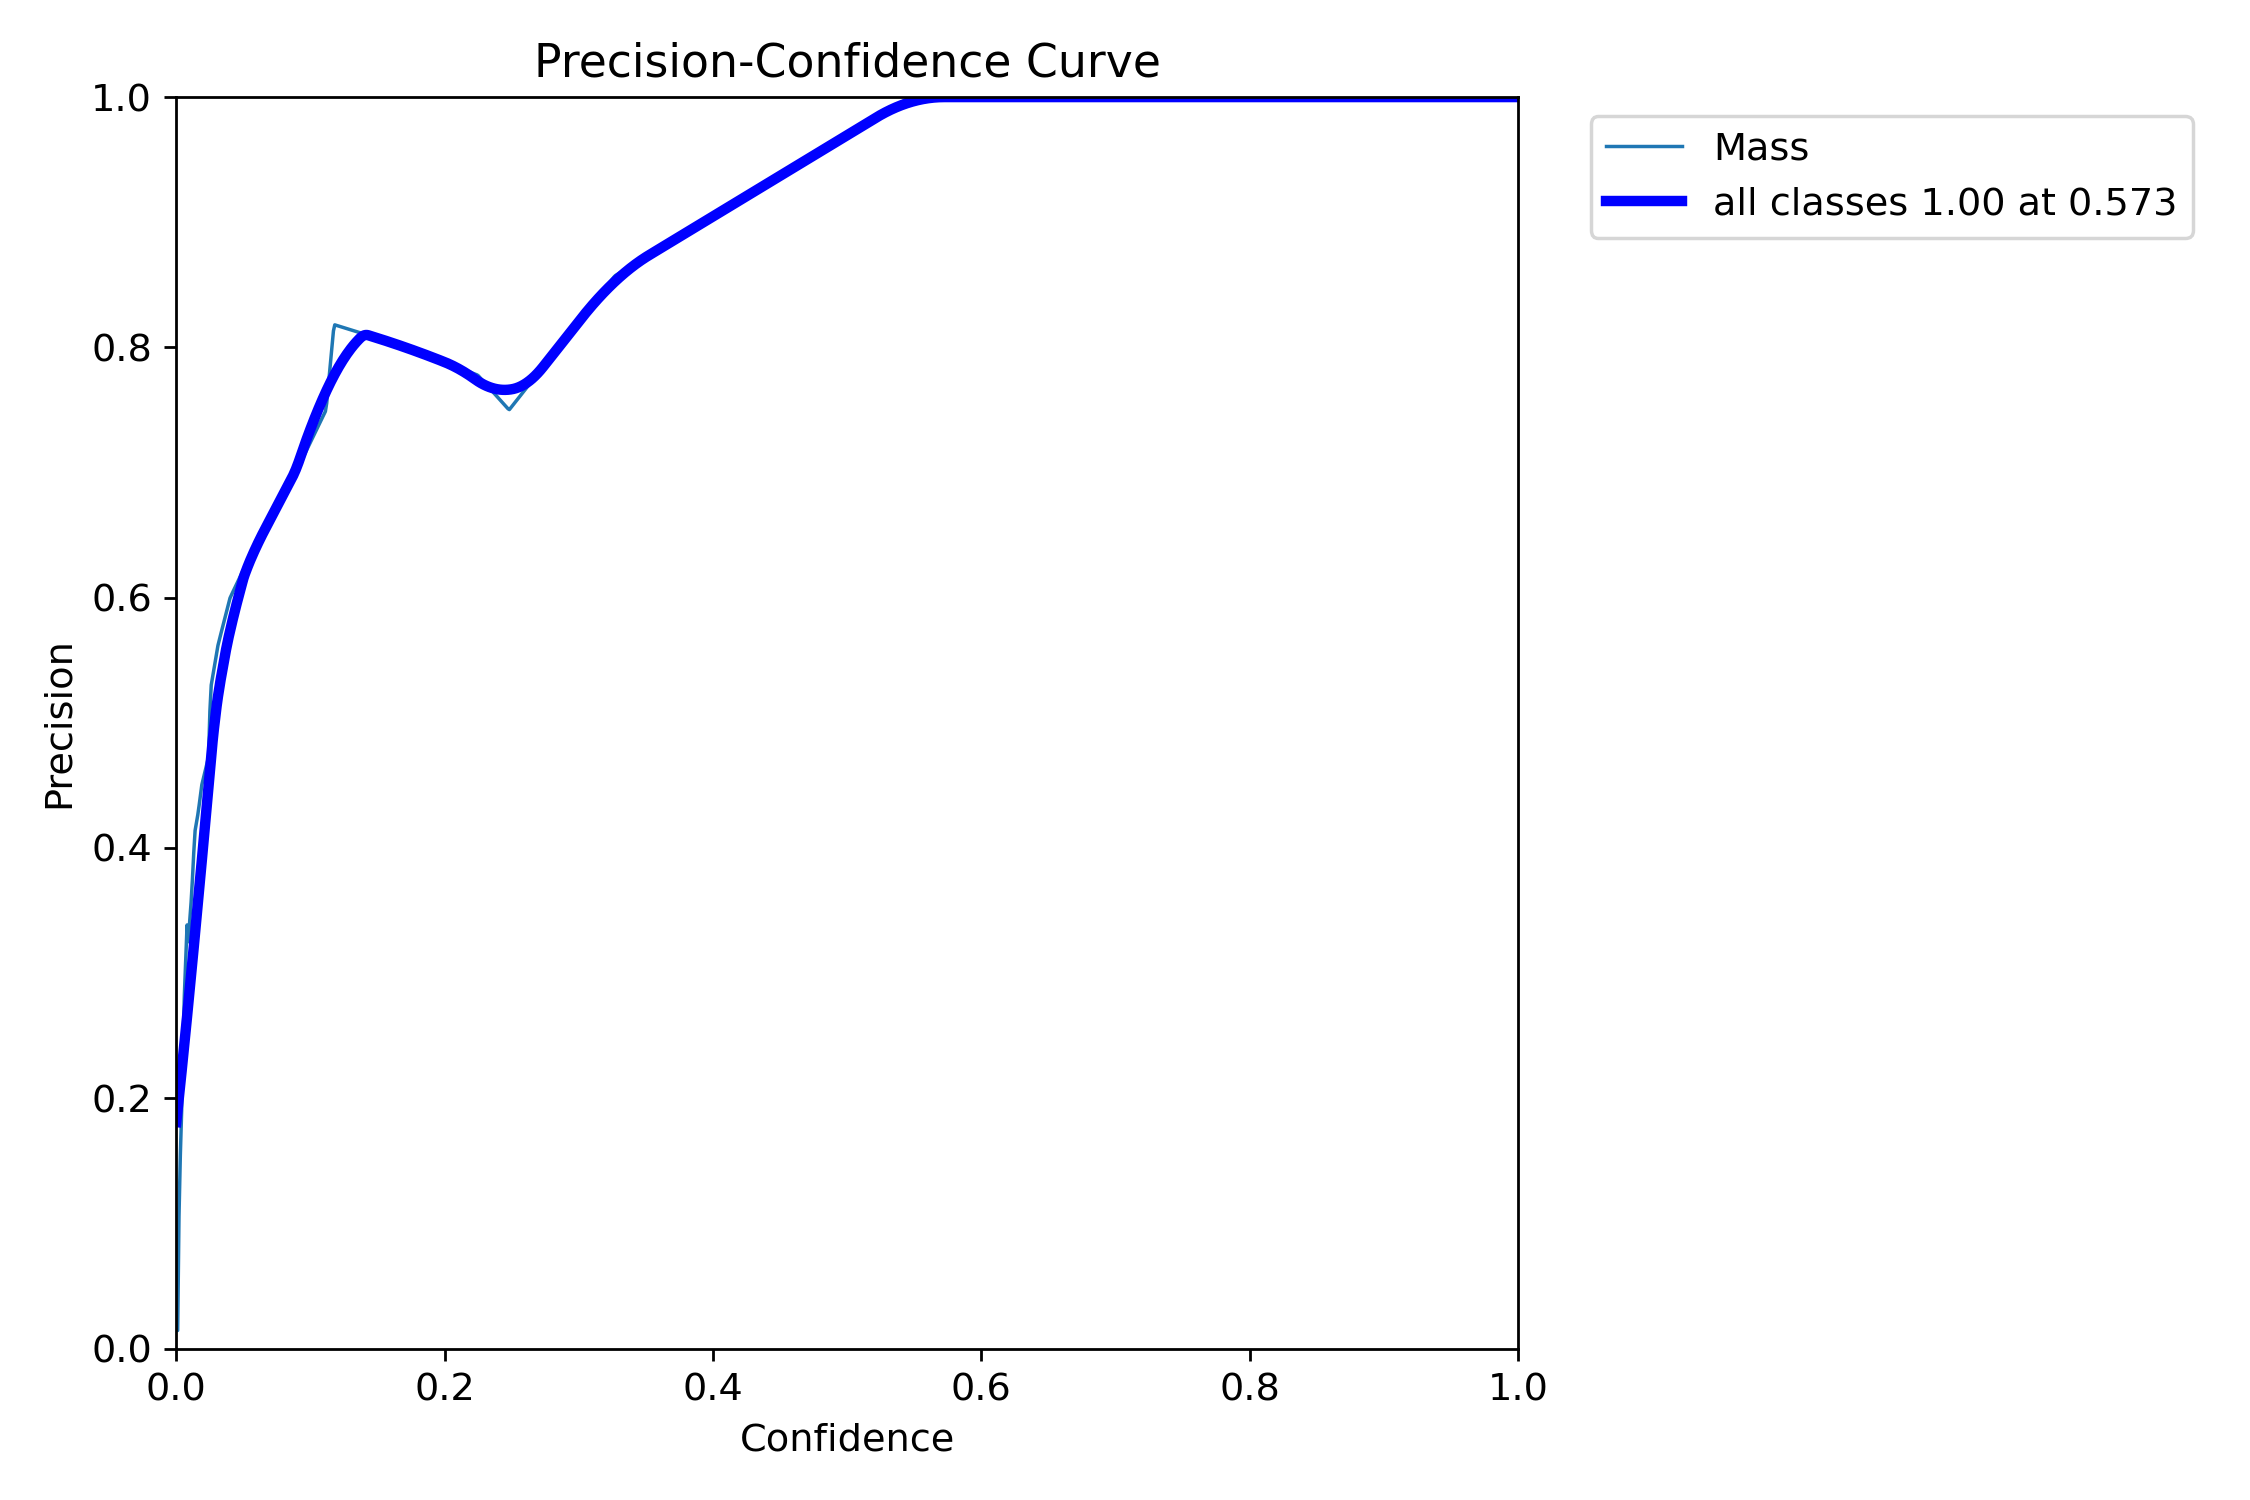 Precision-Confidence Curve
Mass
all classes 1.00 at 0.573
Precision
1.0
0.8
0.6
0.4
0.2
0.0
0.0 0.2 0.4 0.6 0.8 1.0
Confidence